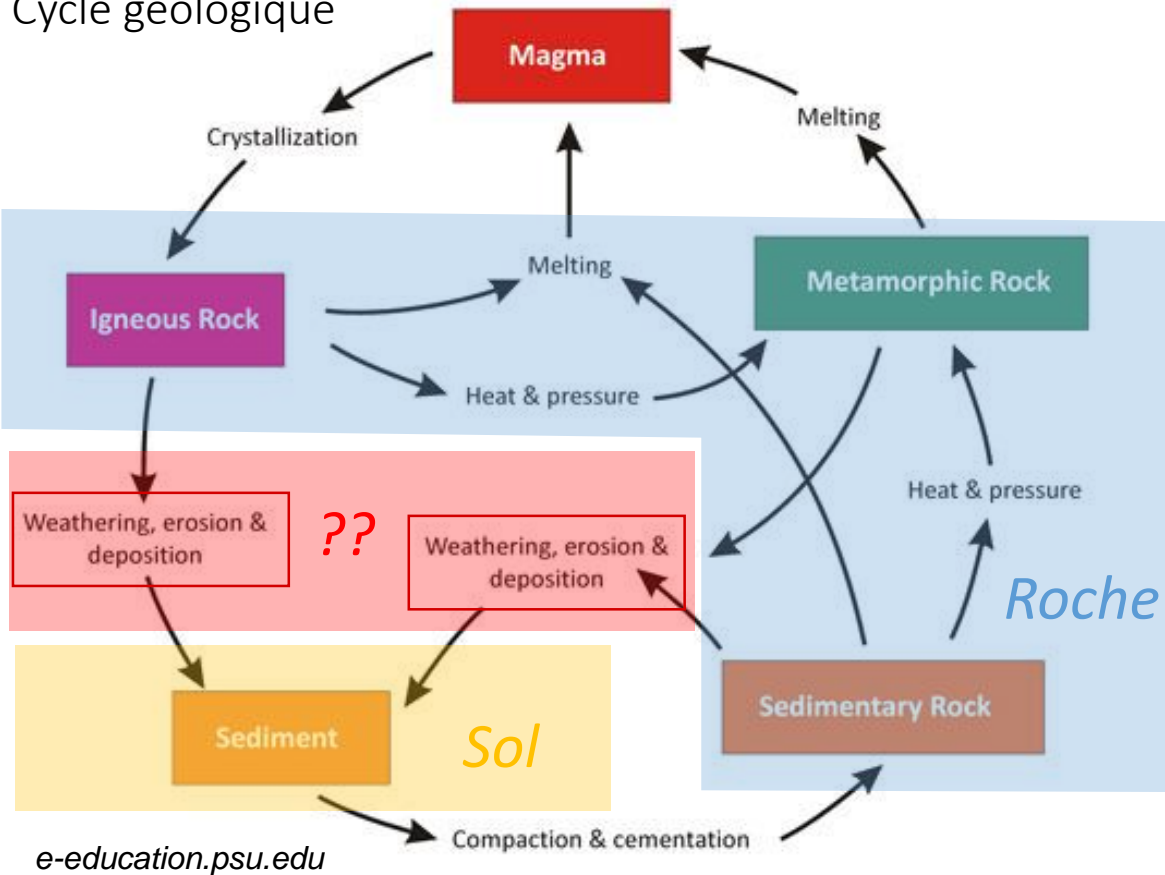 Cycle géologique
Magma
Melting
Crystallization
Melting
Metamorphic Rock
Igneous Rock
Heat & pressure
Heat & pressure
Weathering, erosion &
deposition
??
Weathering, erosion &
deposition
Roche
Sedimentary Rock
Sediment
Sol
Compaction & cementation
e-education.psu.edu